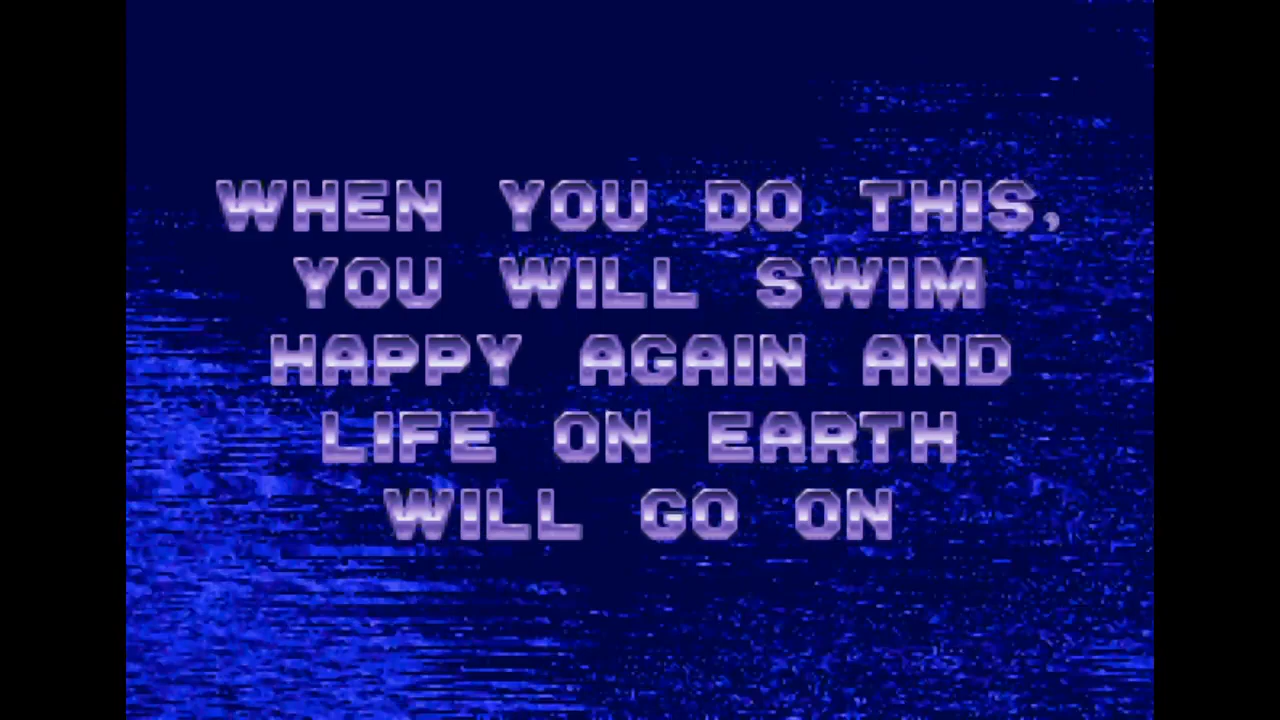 WHEN YOU DO THIS,
YOU WILL SWIM
HAPPY AGAIN AND
LIFE ON EARTH
WILL GO ON